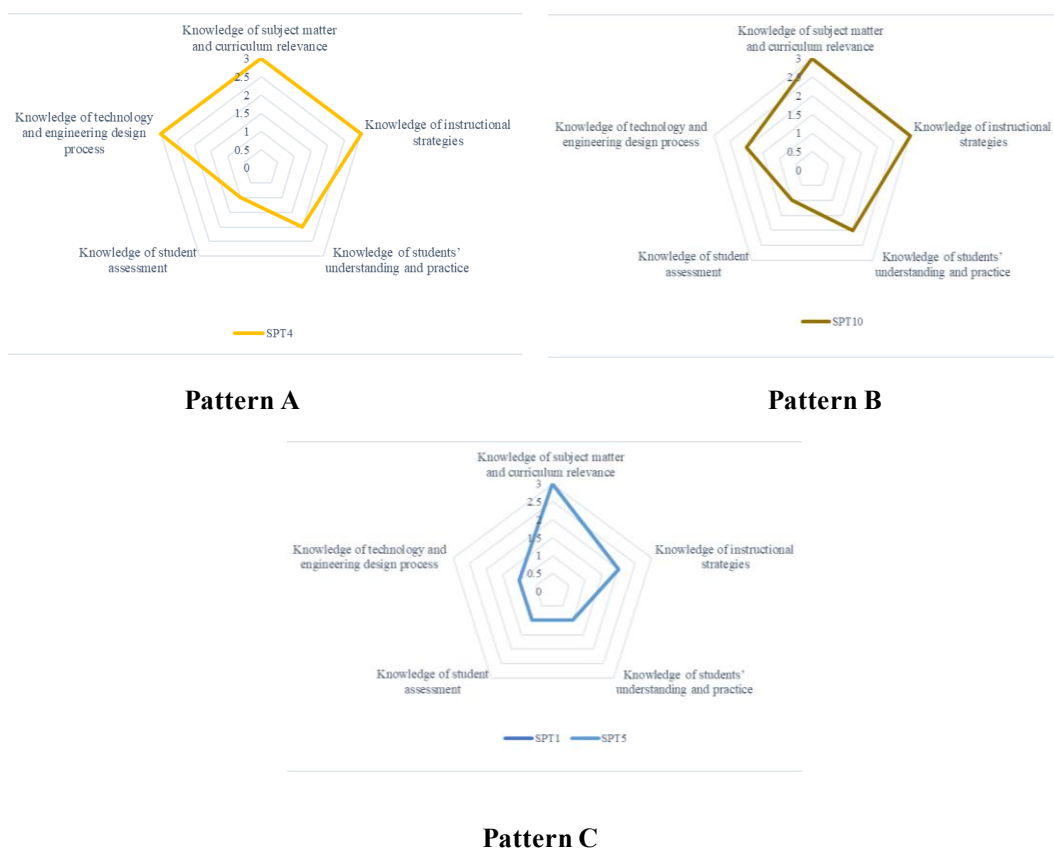 Knowledge of subject matter
and curriculum relevance
3
2.5
2
1.5
1
0.5
0
Knowledge of technology
and engineering design
process
Knowledge of instructional
strategies
Knowledge of student
assessment
Knowledge of students'
understanding and practice
SPT4
Pattern A
Knowledge of subject matter
and curriculum relevance
3
2.5
2
1.5
1
0.5
0
Knowledge of technology and
engineering design process
Knowledge of instructional
strategies
Knowledge of student
assessment
Knowledge of students'
understanding and practice
SPT10
Pattern B
Knowledge of subject matter
and curriculum relevance
3
2.5
2
1.5
1
0.5
0
Knowledge of technology and
engineering design process
Knowledge of instructional
strategies
Knowledge of student
assessment
Knowledge of students'
understanding and practice
SPT1 SPT5
Pattern C